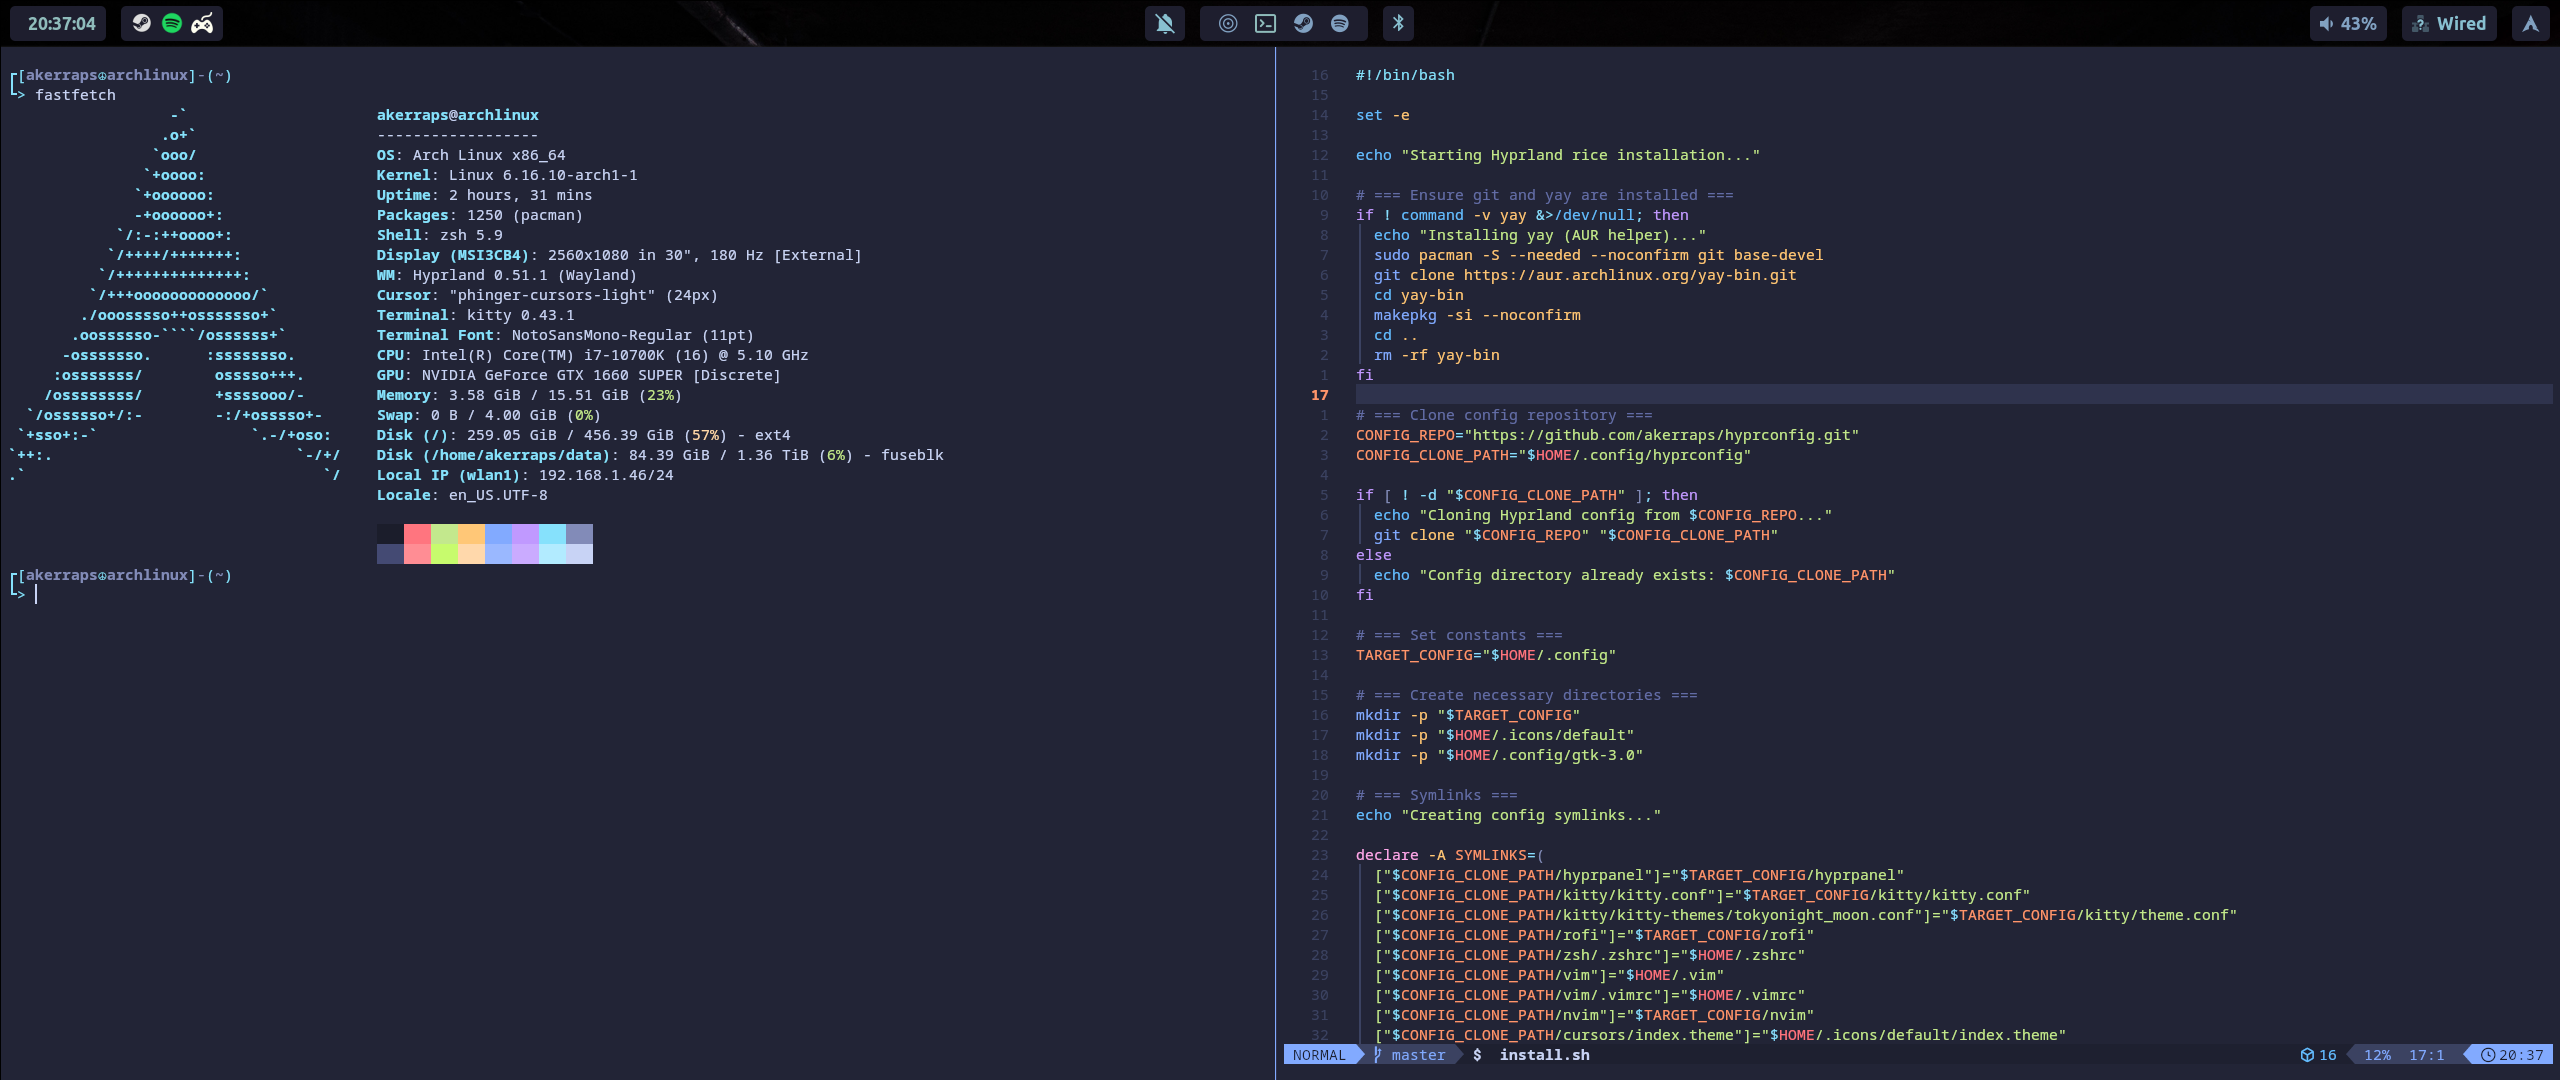 20:37:04
43%
Wired
┌[akerraps☮archlinux]-(~)
└> fastfetch
                  -`
                 .o+`
                `ooo/
               `+oooo:
              `+oooooo:
              -+oooooo+:
            `/:-:++oooo+:
           `/++++/+++++++:
          `/++++++++++++++:
         `/+++ooooooooooooo/`
        ./ooosssso++osssssso+`
       .oossssso-````/ossssss+`
      -osssssso.      :ssssssso.
     :osssssss/        osssso+++.
    /ossssssss/        +ssssooo/-
  `/ossssso+/:-        -:/+osssso+-
 `+sso+:-`                 `.-/+oso:
`++:.                           `-/+/
.`                                 `/
akerraps@archlinux
------------------
OS: Arch Linux x86_64
Kernel: Linux 6.16.10-arch1-1
Uptime: 2 hours, 31 mins
Packages: 1250 (pacman)
Shell: zsh 5.9
Display (MSI3CB4): 2560x1080 in 30", 180 Hz [External]
WM: Hyprland 0.51.1 (Wayland)
Cursor: "phinger-cursors-light" (24px)
Terminal: kitty 0.43.1
Terminal Font: NotoSansMono-Regular (11pt)
CPU: Intel(R) Core(TM) i7-10700K (16) @ 5.10 GHz
GPU: NVIDIA GeForce GTX 1660 SUPER [Discrete]
Memory: 3.58 GiB / 15.51 GiB (23%)
Swap: 0 B / 4.00 GiB (0%)
Disk (/): 259.05 GiB / 456.39 GiB (57%) - ext4
Disk (/home/akerraps/data): 84.39 GiB / 1.36 TiB (6%) - fuseblk
Local IP (wlan1): 192.168.1.46/24
Locale: en_US.UTF-8
┌[akerraps☮archlinux]-(~)
└>
16 #!/bin/bash
15
14 set -e
13
12 echo "Starting Hyprland rice installation..."
11
10 # === Ensure git and yay are installed ===
9 if ! command -v yay &>/dev/null; then
8   echo "Installing yay (AUR helper)..."
7   sudo pacman -S --needed --noconfirm git base-devel
6   git clone https://aur.archlinux.org/yay-bin.git
5   cd yay-bin
4   makepkg -si --noconfirm
3   cd ..
2   rm -rf yay-bin
1 fi
17
1 # === Clone config repository ===
2 CONFIG_REPO="https://github.com/akerraps/hyprconfig.git"
3 CONFIG_CLONE_PATH="$HOME/.config/hyprconfig"
4
5 if [ ! -d "$CONFIG_CLONE_PATH" ]; then
6   echo "Cloning Hyprland config from $CONFIG_REPO..."
7   git clone "$CONFIG_REPO" "$CONFIG_CLONE_PATH"
8 else
9   echo "Config directory already exists: $CONFIG_CLONE_PATH"
10 fi
11
12 # === Set constants ===
13 TARGET_CONFIG="$HOME/.config"
14
15 # === Create necessary directories ===
16 mkdir -p "$TARGET_CONFIG"
17 mkdir -p "$HOME/.icons/default"
18 mkdir -p "$HOME/.config/gtk-3.0"
19
20 # === Symlinks ===
21 echo "Creating config symlinks..."
22
23 declare -A SYMLINKS=(
24   ["$CONFIG_CLONE_PATH/hyprpanel"]="$TARGET_CONFIG/hyprpanel"
25   ["$CONFIG_CLONE_PATH/kitty/kitty.conf"]="$TARGET_CONFIG/kitty/kitty.conf"
26   ["$CONFIG_CLONE_PATH/kitty/kitty-themes/tokyonight_moon.conf"]="$TARGET_CONFIG/kitty/theme.conf"
27   ["$CONFIG_CLONE_PATH/rofi"]="$TARGET_CONFIG/rofi"
28   ["$CONFIG_CLONE_PATH/zsh/.zshrc"]="$HOME/.zshrc"
29   ["$CONFIG_CLONE_PATH/vim"]="$HOME/.vim"
30   ["$CONFIG_CLONE_PATH/vim/.vimrc"]="$HOME/.vimrc"
31   ["$CONFIG_CLONE_PATH/nvim"]="$TARGET_CONFIG/nvim"
32   ["$CONFIG_CLONE_PATH/cursors/index.theme"]="$HOME/.icons/default/index.theme"
NORMAL master $ install.sh 16 12% 17:1 20:37